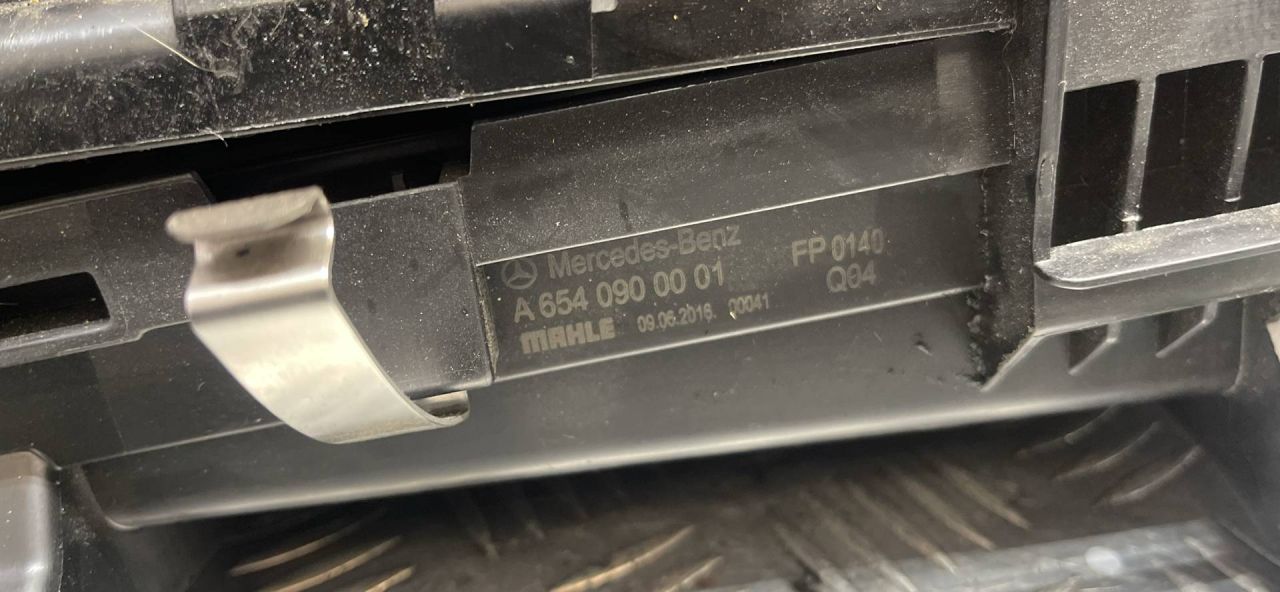 Mercedes-Benz
A 654 090 00 01
MAHLE 09.06.2016. 00041
FP 0140
Q04